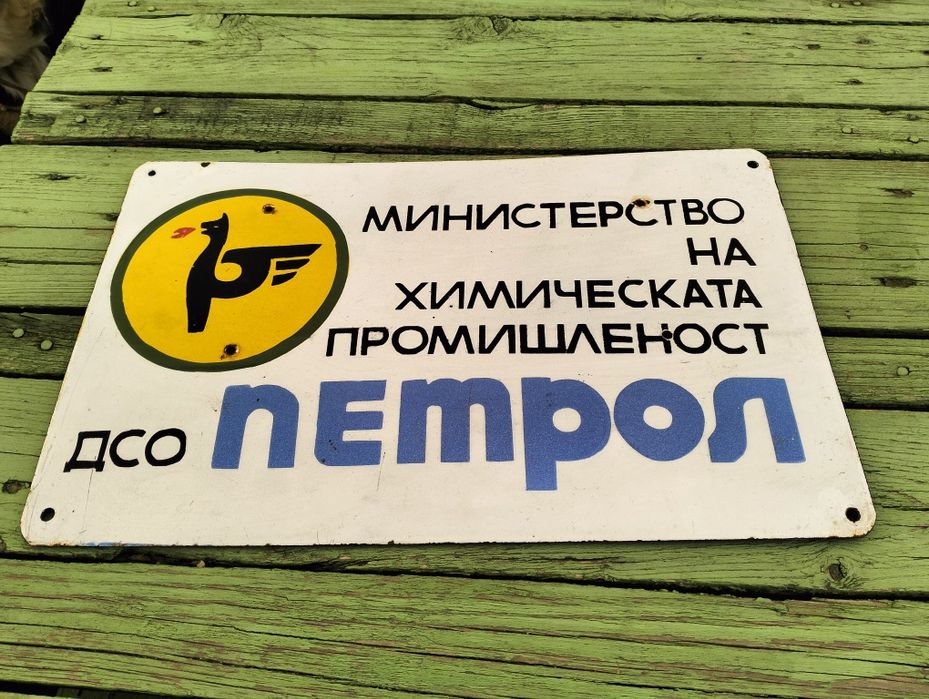 МИНИСТЕРСТВО
НА
ХИМИЧЕСКАТА
ПРОМИШЛЕНОСТ
ДСО ПЕТРОЛ